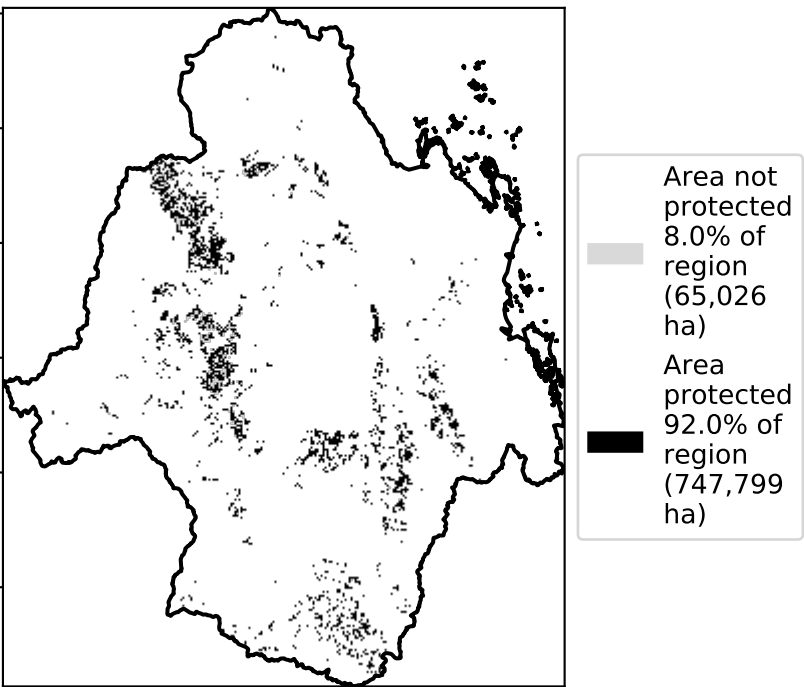 Area not
protected
8.0% of
region
(65,026
ha)
Area
protected
92.0% of
region
(747,799
ha)